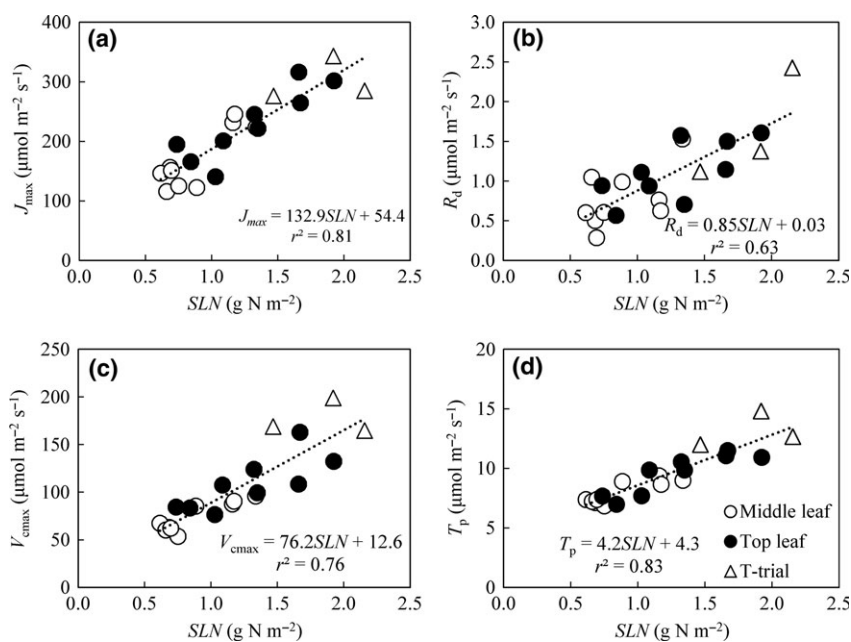 (a)
J_max (μmol m⁻² s⁻¹)
400
300
200
100
0
J_max = 132.9SLN + 54.4
r² = 0.81
0.0 0.5 1.0 1.5 2.0 2.5
SLN (g N m⁻²)
(b)
R_d (μmol m⁻² s⁻¹)
3.0
2.5
2.0
1.5
1.0
0.5
0.0
R_d = 0.85SLN + 0.03
r² = 0.63
0.0 0.5 1.0 1.5 2.0 2.5
SLN (g N m⁻²)
(c)
V_cmax (μmol m⁻² s⁻¹)
250
200
150
100
50
0
V_cmax = 76.2SLN + 12.6
r² = 0.76
0.0 0.5 1.0 1.5 2.0 2.5
SLN (g N m⁻²)
(d)
T_p (μmol m⁻² s⁻¹)
20
15
10
5
0
Middle leaf
Top leaf
T-trial
T_p = 4.2SLN + 4.3
r² = 0.83
0.0 0.5 1.0 1.5 2.0 2.5
SLN (g N m⁻²)